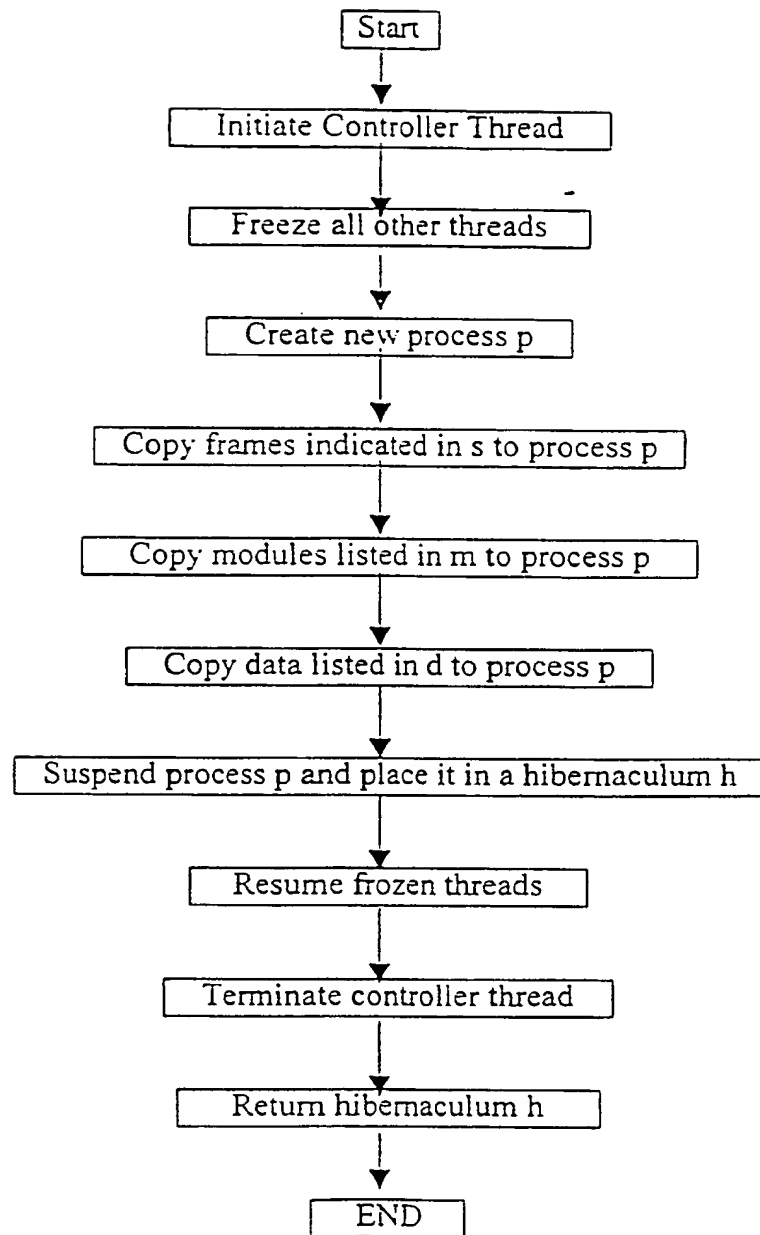 Start
Initiate Controller Thread
Freeze all other threads
Create new process p
Copy frames indicated in s to process p
Copy modules listed in m to process p
Copy data listed in d to process p
Suspend process p and place it in a hibernaculum h
Resume frozen threads
Terminate controller thread
Return hibernaculum h
END